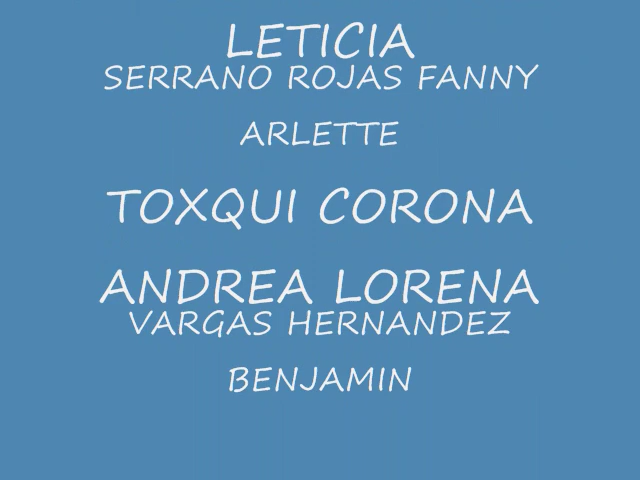 LETICIA
SERRANO ROJAS FANNY
ARLETTE
TOXQUI CORONA
ANDREA LORENA
VARGAS HERNANDEZ
BENJAMIN